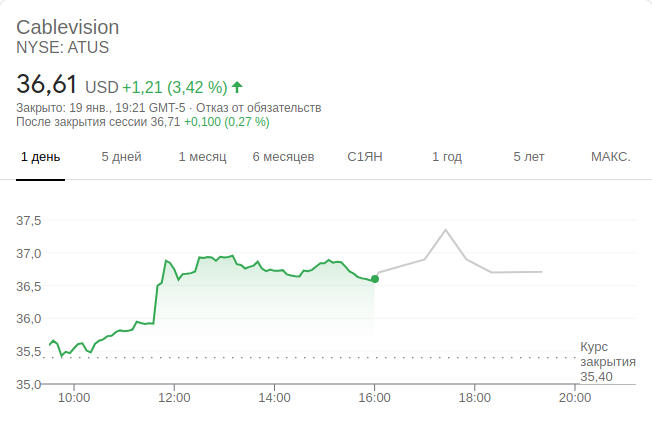 Cablevision
NYSE: ATUS
36,61 USD +1,21 (3,42 %)
Закрыто: 19 янв., 19:21 GMT-5 · Отказ от обязательств
После закрытия сессии 36,71 +0,100 (0,27 %)
1 день 5 дней 1 месяц 6 месяцев С1ЯН 1 год 5 лет МАКС.
37,5
37,0
36,5
36,0
35,5
Курс
закрытия
35,40
35,0
10:00 12:00 14:00 16:00 18:00 20:00